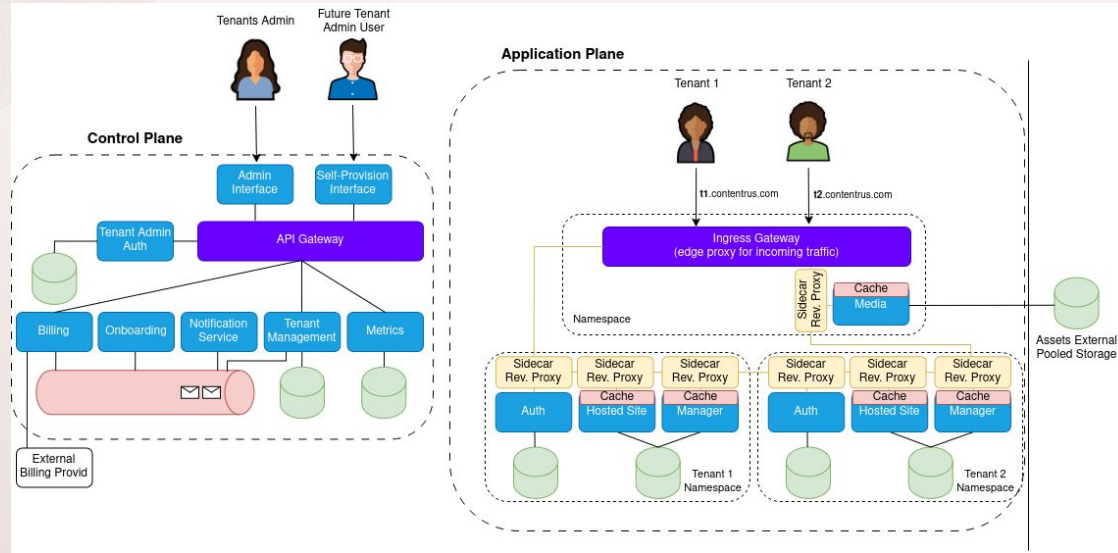 Tenants Admin
Future Tenant
Admin User
Control Plane
Admin
Interface
Self-Provision
Interface
Tenant Admin
Auth
API Gateway
Billing
Onboarding
Notification
Service
Tenant
Management
Metrics
External
Billing Provid
Application Plane
Tenant 1
Tenant 2
t1.contentrus.com
t2.contentrus.com
Ingress Gateway
(edge proxy for incoming traffic)
Sidecar
Rev. Proxy
Cache
Media
Namespace
Assets External
Pooled Storage
Sidecar
Rev. Proxy
Sidecar
Rev. Proxy
Sidecar
Rev. Proxy
Auth
Cache
Hosted Site
Cache
Manager
Tenant 1
Namespace
Sidecar
Rev. Proxy
Sidecar
Rev. Proxy
Sidecar
Rev. Proxy
Auth
Cache
Hosted Site
Cache
Manager
Tenant 2
Namespace